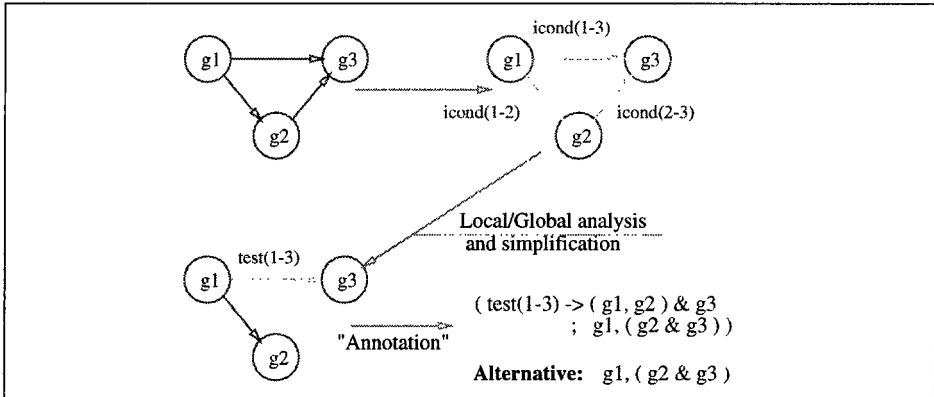 icond(1-3)
g1
g3
g1
g3
icond(1-2)
icond(2-3)
g2
g2
Local/Global analysis
and simplification
test(1-3)
g1
g3
( test(1-3) -> ( g1, g2 ) & g3
; g1, ( g2 & g3 ) )
"Annotation"
g2
Alternative: g1, ( g2 & g3 )